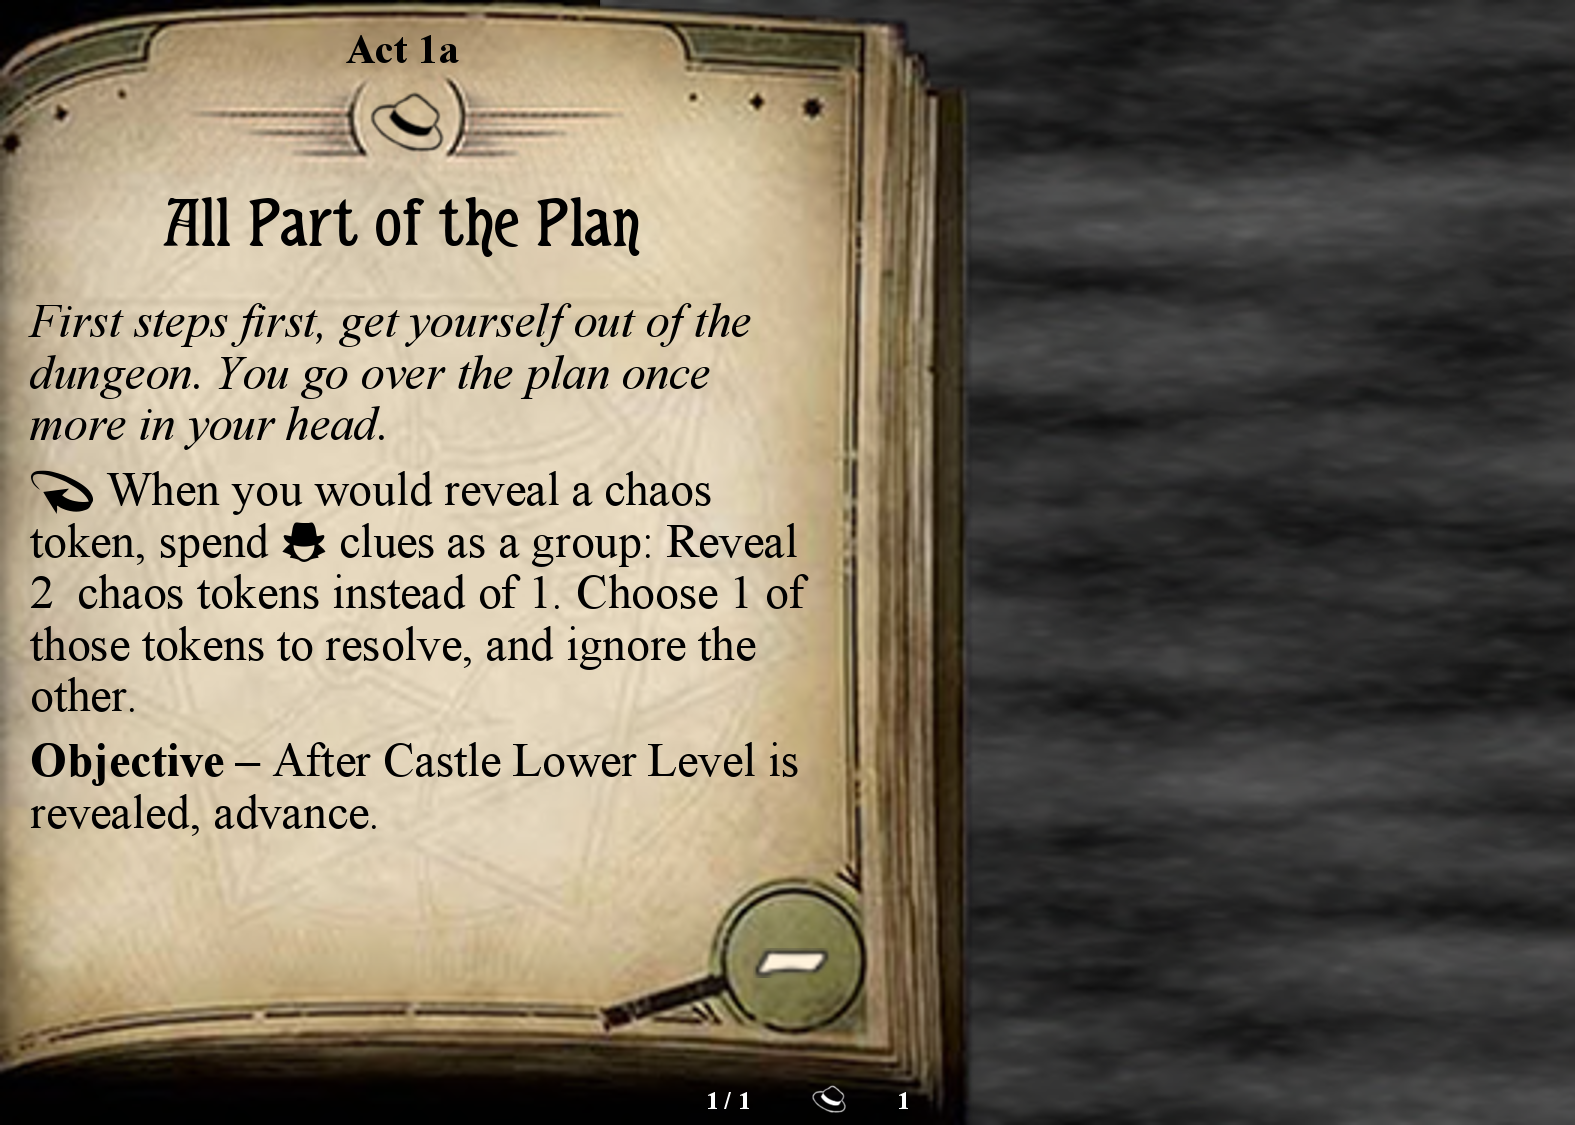 Act 1a
All Part of the Plan
First steps first, get yourself out of the
dungeon. You go over the plan once
more in your head.
When you would reveal a chaos
token, spend clues as a group: Reveal
2 chaos tokens instead of 1. Choose 1 of
those tokens to resolve, and ignore the
other.
Objective – After Castle Lower Level is
revealed, advance.
–
1 / 1 1